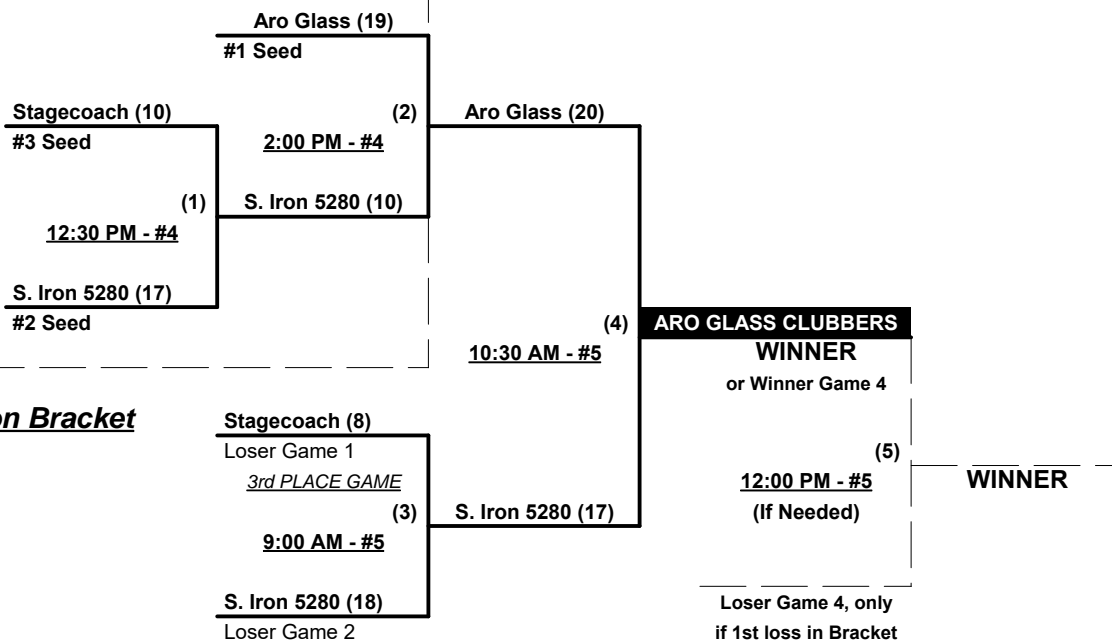 Aro Glass (19)
#1 Seed
Stagecoach (10)
#3 Seed
(2)
2:00 PM - #4
Aro Glass (20)
(1)
12:30 PM - #4
S. Iron 5280 (10)
S. Iron 5280 (17)
#2 Seed
(4)
10:30 AM - #5
ARO GLASS CLUBBERS
WINNER
or Winner Game 4
on Bracket
Stagecoach (8)
Loser Game 1
3rd PLACE GAME
(3)
9:00 AM - #5
S. Iron 5280 (17)
S. Iron 5280 (18)
Loser Game 2
(5)
12:00 PM - #5
(If Needed)
WINNER
Loser Game 4, only
if 1st loss in Bracket